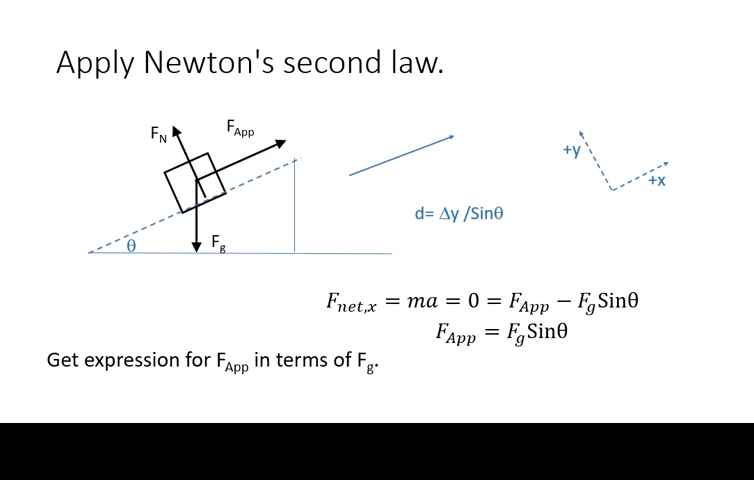 Apply Newton's second law.
F_N
F_App
+y
+x
d= Δy /Sinθ
θ
F_g
F_net,x = ma = 0 = F_App − F_g Sinθ
F_App = F_g Sinθ
Get expression for F_App in terms of F_g.